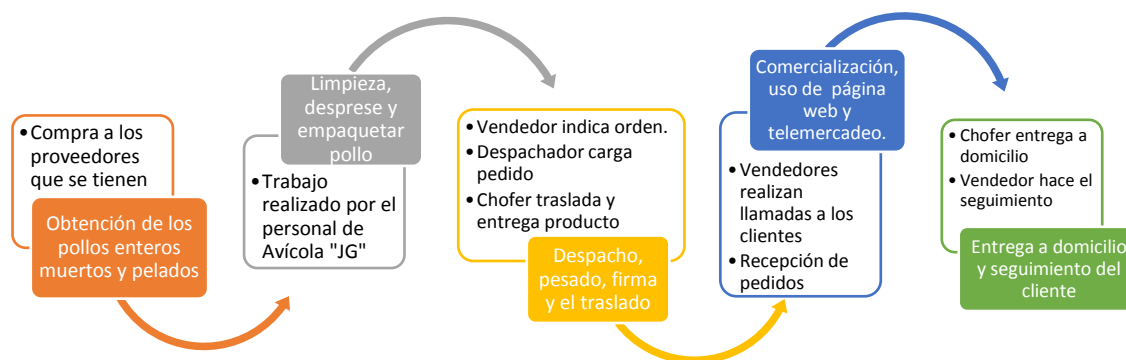 • Compra a los
proveedores
que se tienen
Obtención de los
pollos enteros
muertos y pelados
Limpieza,
desprese y
empaquetar
pollo
• Trabajo
realizado por el
personal de
Avícola "JG"
• Vendedor indica orden.
• Despachador carga
pedido
• Chofer traslada y
entrega producto
Despacho,
pesado, firma
y el traslado
Comercialización,
uso de página
web y
telemercadeo.
• Vendedores
realizan
llamadas a los
clientes
• Recepción de
pedidos
• Chofer entrega a
domicilio
• Vendedor hace el
seguimiento
Entrega a domicilio
y seguimiento del
cliente